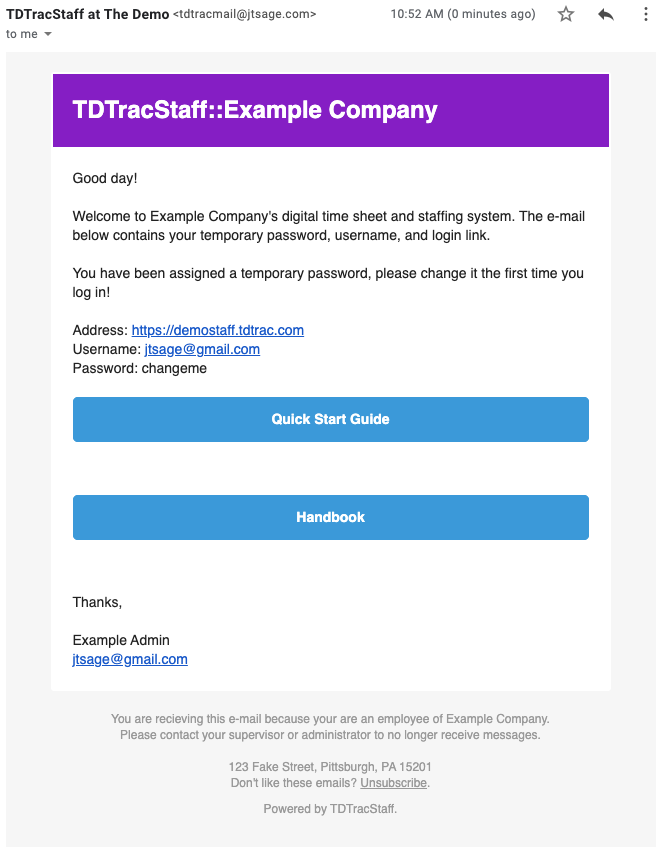 TDTracStaff at The Demo <tdtracmail@jtsage.com> 10:52 AM (0 minutes ago)
to me
TDTracStaff::Example Company
Good day!
Welcome to Example Company's digital time sheet and staffing system. The e-mail
below contains your temporary password, username, and login link.
You have been assigned a temporary password, please change it the first time you
log in!
Address: https://demostaff.tdtrac.com
Username: jtsage@gmail.com
Password: changeme
Quick Start Guide
Handbook
Thanks,
Example Admin
jtsage@gmail.com
You are recieving this e-mail because your are an employee of Example Company.
Please contact your supervisor or administrator to no longer receive messages.
123 Fake Street, Pittsburgh, PA 15201
Don't like these emails? Unsubscribe.
Powered by TDTracStaff.